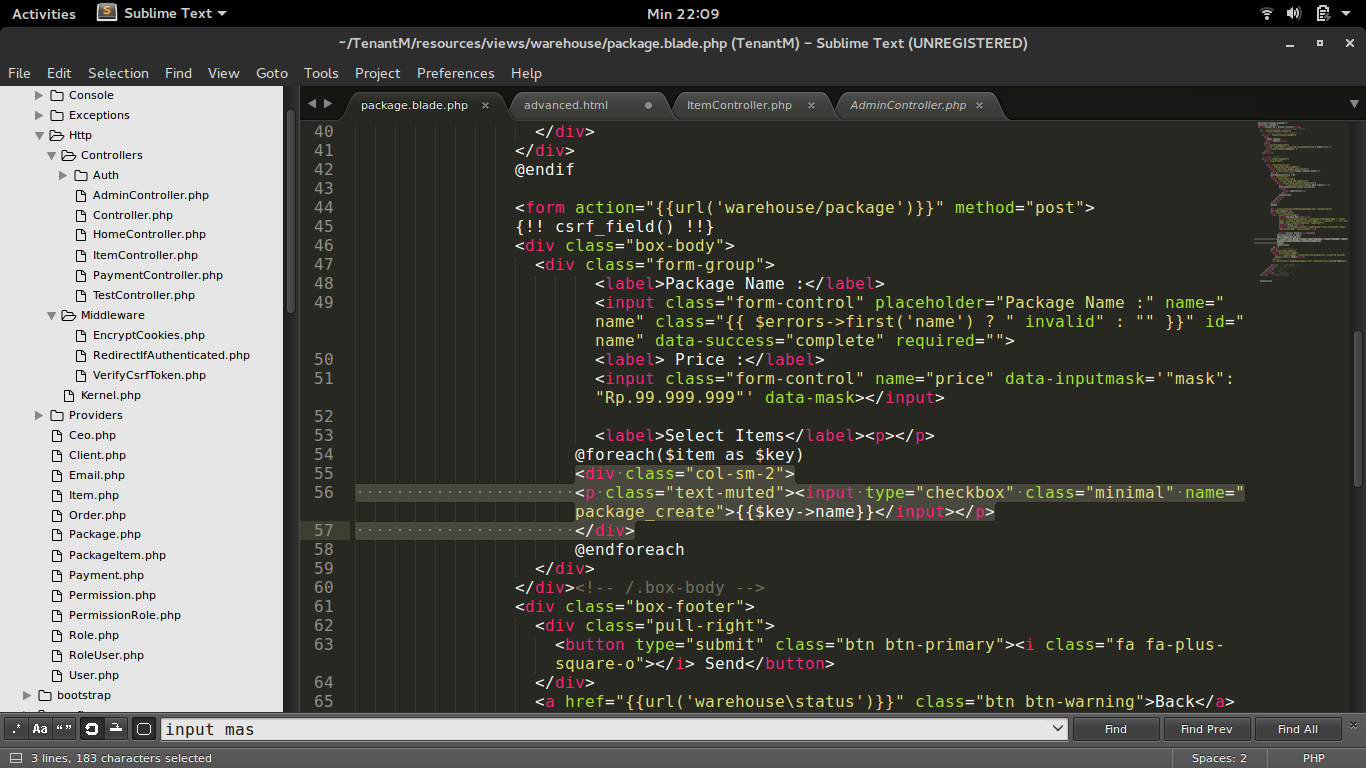 Activities
Sublime Text
Min 22:09
~/TenantM/resources/views/warehouse/package.blade.php (TenantM) – Sublime Text (UNREGISTERED)
File Edit Selection Find View Goto Tools Project Preferences Help
Console
Exceptions
Http
Controllers
Auth
AdminController.php
Controller.php
HomeController.php
ItemController.php
PaymentController.php
TestController.php
Middleware
EncryptCookies.php
RedirectIfAuthenticated.php
VerifyCsrfToken.php
Kernel.php
Providers
Ceo.php
Client.php
Email.php
Item.php
Order.php
Package.php
PackageItem.php
Payment.php
Permission.php
PermissionRole.php
Role.php
RoleUser.php
User.php
bootstrap
package.blade.php
advanced.html
ItemController.php
AdminController.php
40 </div>
41 </div>
42 @endif
43
44 <form action="{{url('warehouse/package')}}" method="post">
45 {!! csrf_field() !!}
46 <div class="box-body">
47 <div class="form-group">
48 <label>Package Name :</label>
49 <input class="form-control" placeholder="Package Name :" name="
name" class="{{ $errors->first('name') ? " invalid" : "" }}" id="
name" data-success="complete" required="">
50 <label> Price :</label>
51 <input class="form-control" name="price" data-inputmask='"mask":
"Rp.99.999.999"' data-mask></input>
52
53 <label>Select Items</label><p></p>
54 @foreach($item as $key)
55 <div class="col-sm-2">
56 <p class="text-muted"><input type="checkbox" class="minimal" name="
package_create">{{$key->name}}</input></p>
57 </div>
58 @endforeach
59 </div>
60 </div><!-- /.box-body -->
61 <div class="box-footer">
62 <div class="pull-right">
63 <button type="submit" class="btn btn-primary"><i class="fa fa-plus-
square-o"></i> Send</button>
64 </div>
65 <a href="{{url('warehouse\status')}}" class="btn btn-warning">Back</a>
.* Aa “” input mas Find Find Prev Find All
3 lines, 183 characters selected
Spaces: 2
PHP